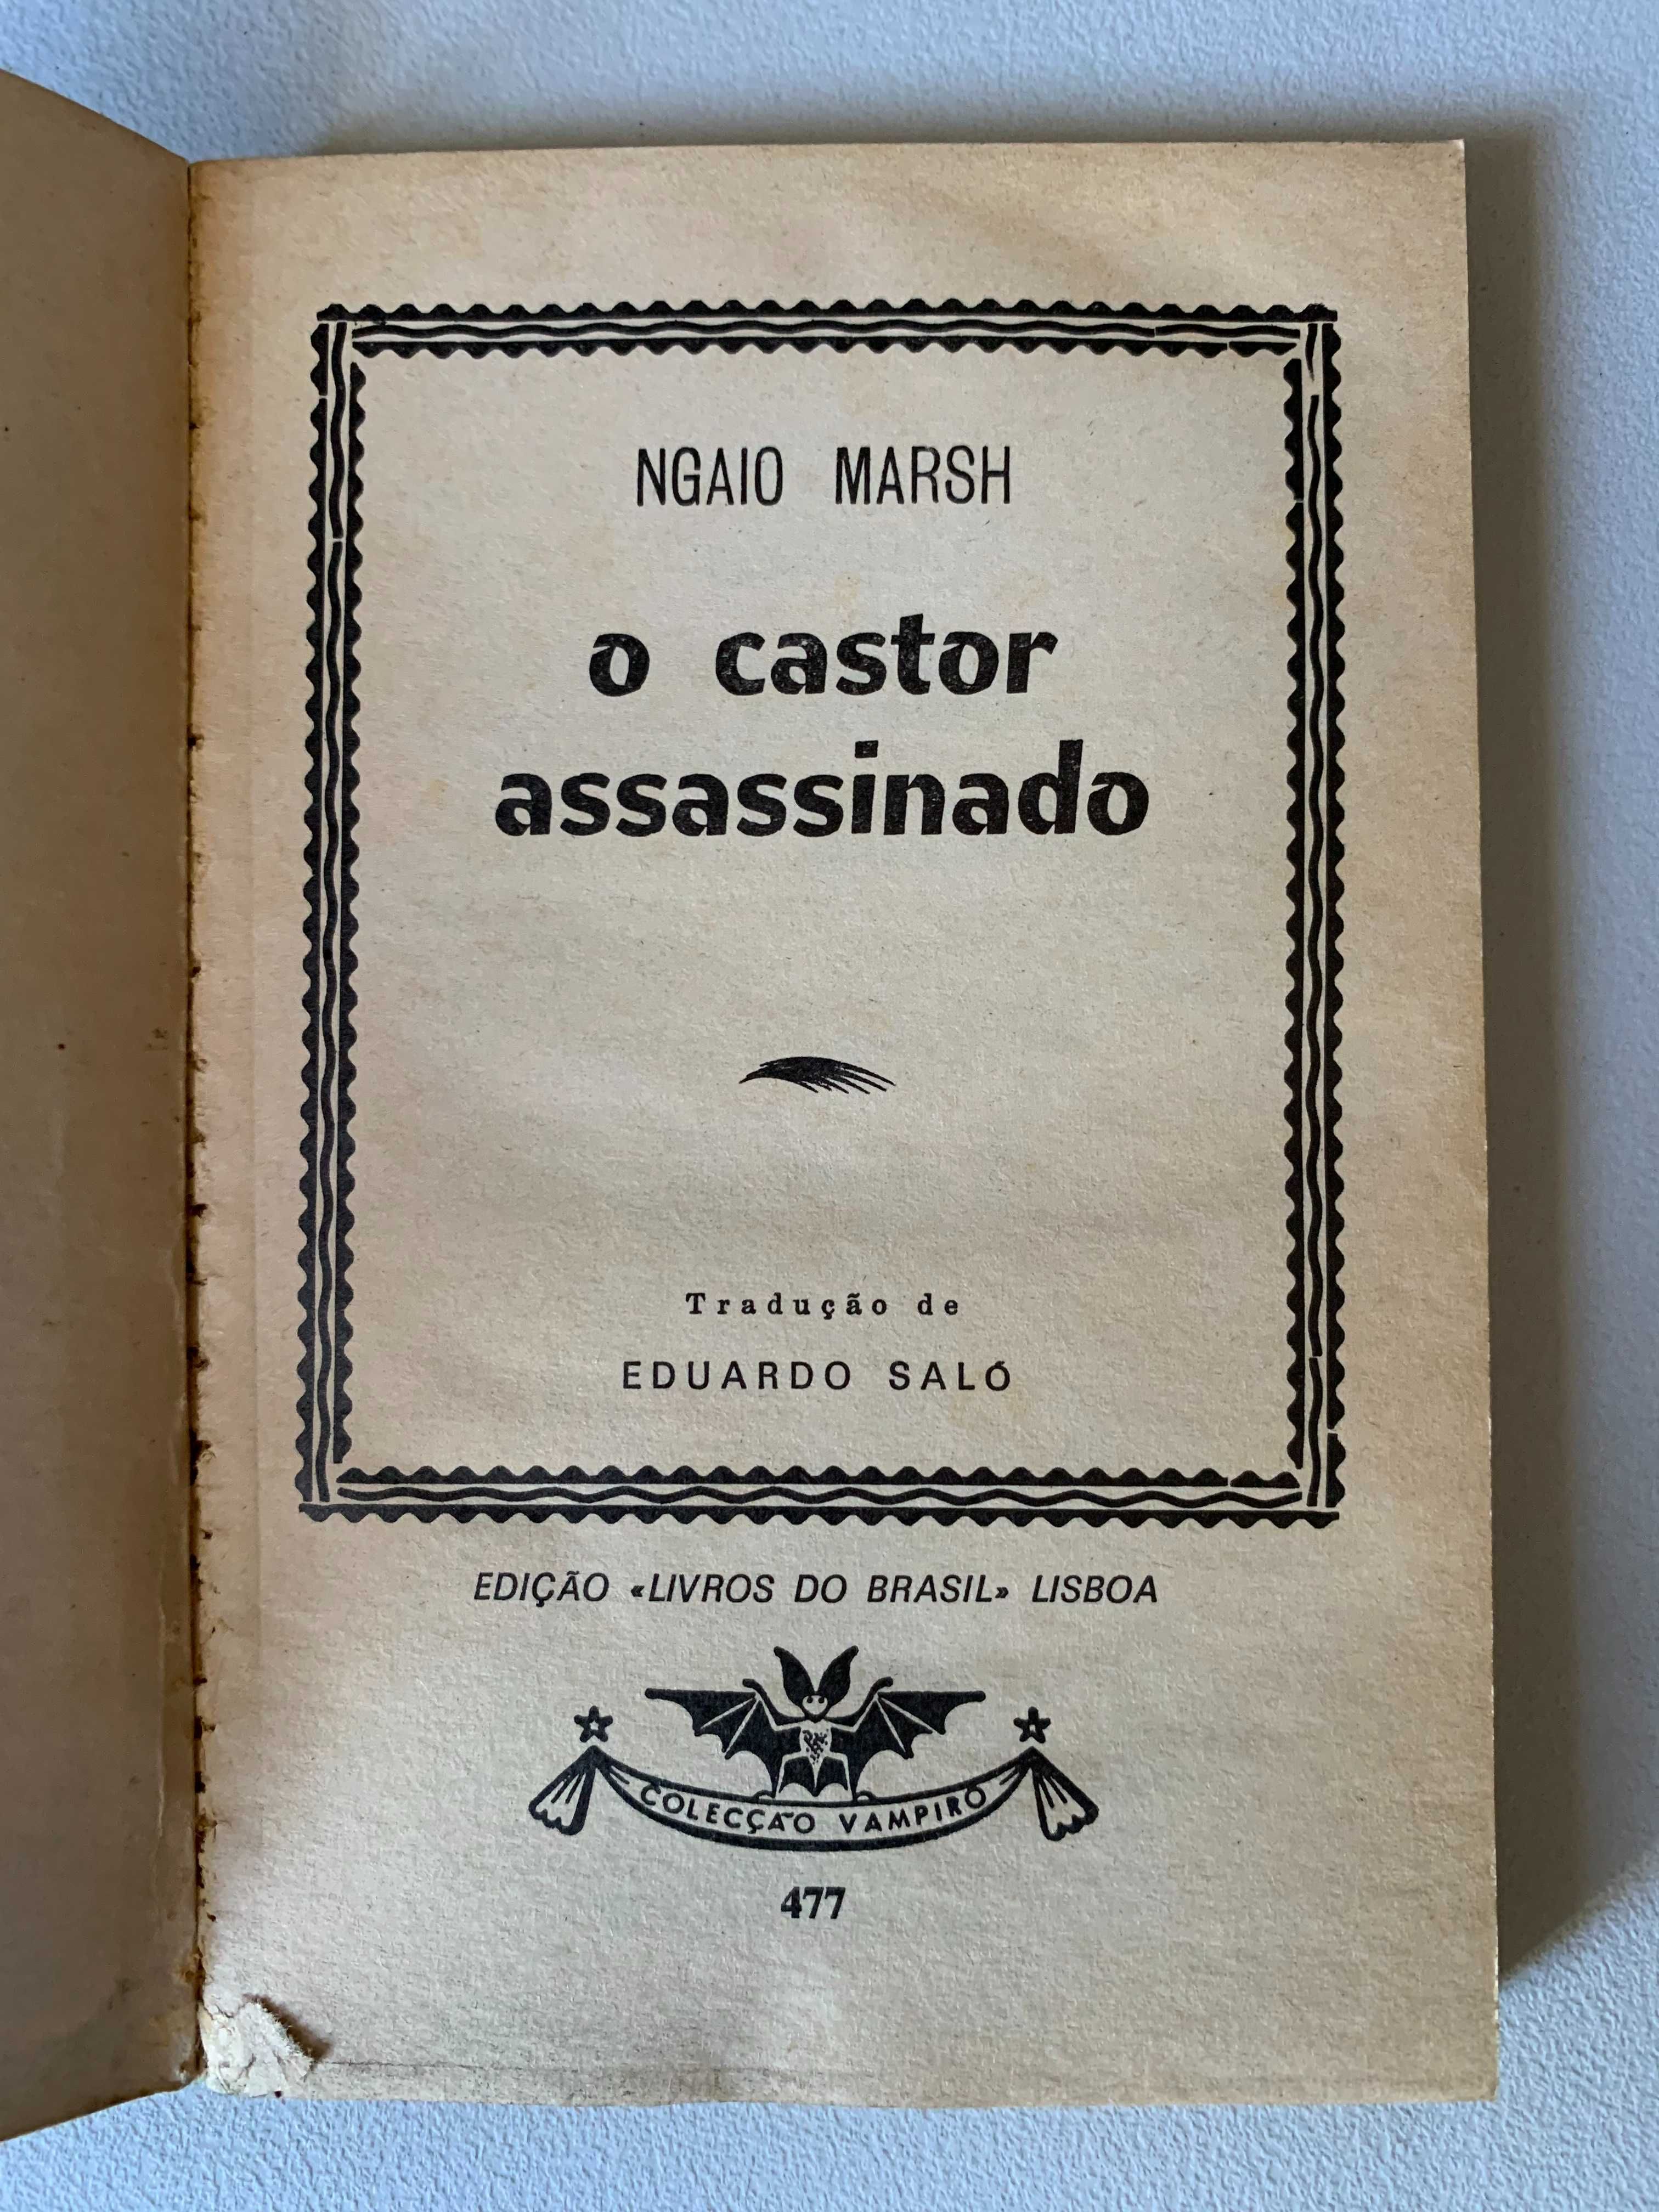 NGAIO MARSH
o castor
assassinado
Tradução de
EDUARDO SALÓ
EDIÇÃO «LIVROS DO BRASIL» LISBOA
COLECÇÃO VAMPIRO
477